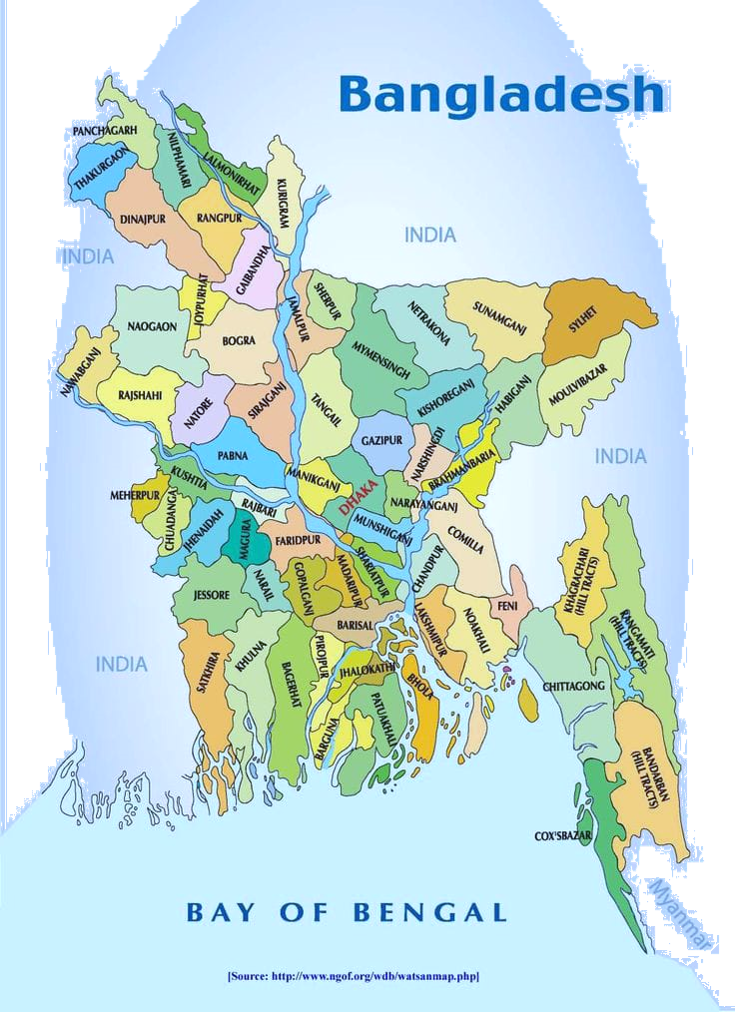 Bangladesh
PANCHAGARH
THAKURGAON
NILPHAMARI
LALMONIRHAT
KURIGRAM
DINAJPUR
RANGPUR
INDIA
INDIA
GAIBANDHA
JOYPURHAT
JAMALPUR
SHERPUR
NETRAKONA
SUNAMGANJ
SYLHET
NAOGAON
BOGRA
MYMENSINGH
NAWABGANJ
RAJSHAHI
NATORE
SIRAJGANJ
TANGAIL
KISHOREGANJ
HABIGANJ
MOULVIBAZAR
GAZIPUR
NARSHINGDI
PABNA
INDIA
BRAHMANBARIA
KUSHTIA
MANIKGANJ
DHAKA
MEHERPUR
CHUADANGA
RAJBARI
NARAYANGANJ
JHENAIDAH
MAGURA
FARIDPUR
MUNSHIGANJ
COMILLA
SHARIATPUR
CHANDPUR
JESSORE
NARAIL
GOPALGANJ
MADARIPUR
KHAGRACHARI
(HILL TRACTS)
FENI
BARISAL
LAKSHMIPUR
NOAKHALI
RANGAMATI
(HILL TRACTS)
INDIA
SATKHIRA
KHULNA
BAGERHAT
PIROJPUR
JHALOKATHI
BHOLA
CHITTAGONG
BARGUNA
PATUAKHALI
BANDARBAN
(HILL TRACTS)
COX'SBAZAR
Myanmar
BAY OF BENGAL
[Source: http://www.ngof.org/wdb/watsanmap.php]